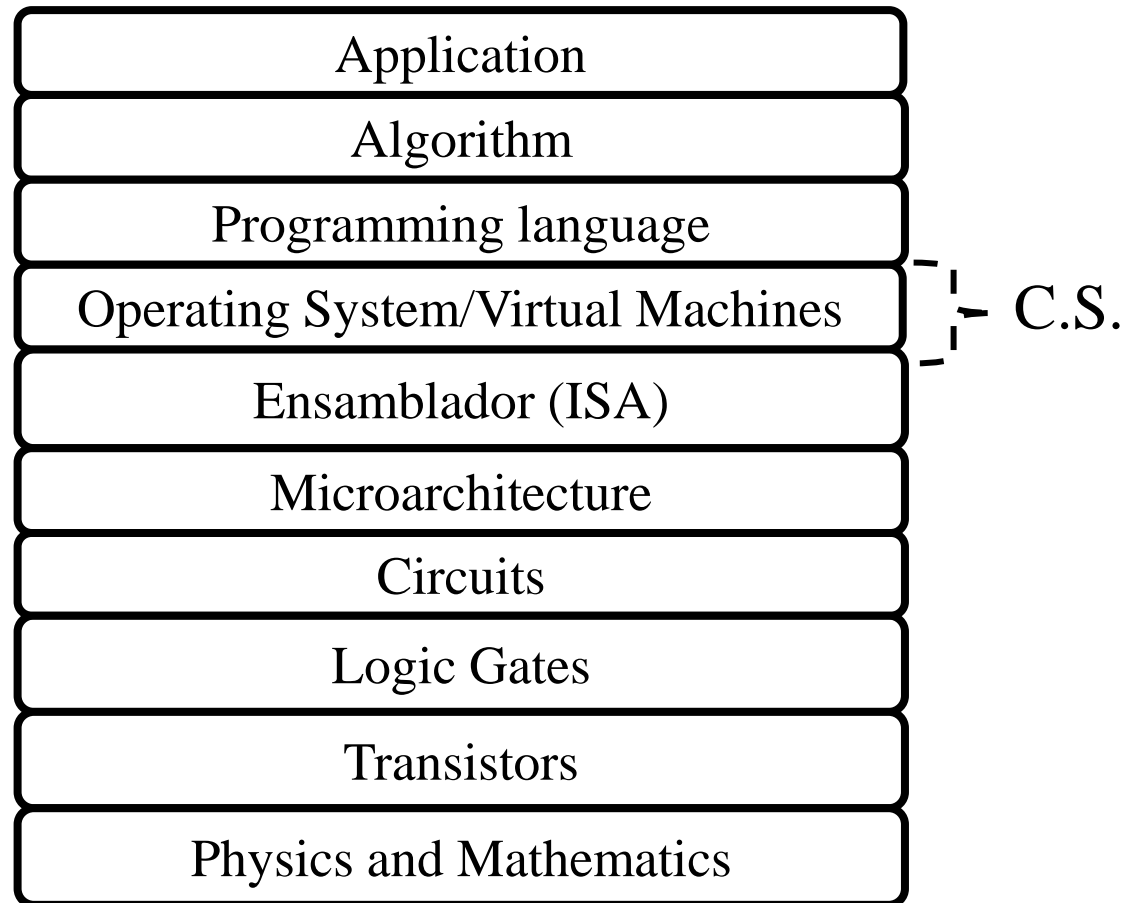 Application
Algorithm
Programming language
Operating System/Virtual Machines
C.S.
Ensamblador (ISA)
Microarchitecture
Circuits
Logic Gates
Transistors
Physics and Mathematics